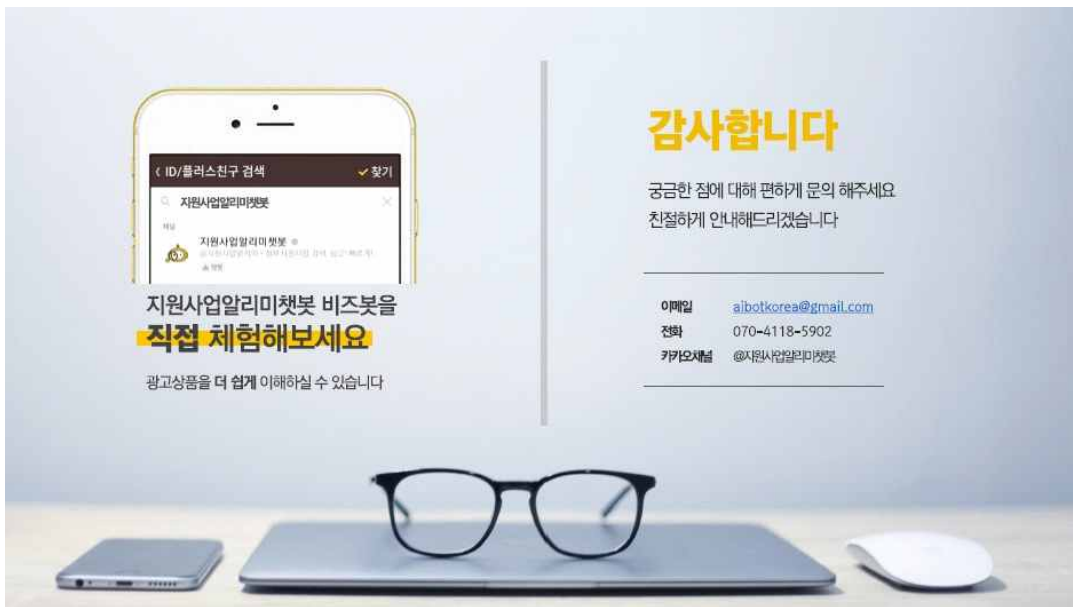 < ID/플러스친구 검색
찾기
지원사업알리미챗봇
채널
지원사업알리미챗봇
지원사업알리미챗봇 비즈봇을
직접 체험해보세요
광고상품을 더 쉽게 이해하실 수 있습니다
감사합니다
궁금한 점에 대해 편하게 문의 해주세요
친절하게 안내해드리겠습니다
이메일 aibotkorea@gmail.com
전화 070-4118-5902
카카오채널 @지원사업알리미챗봇